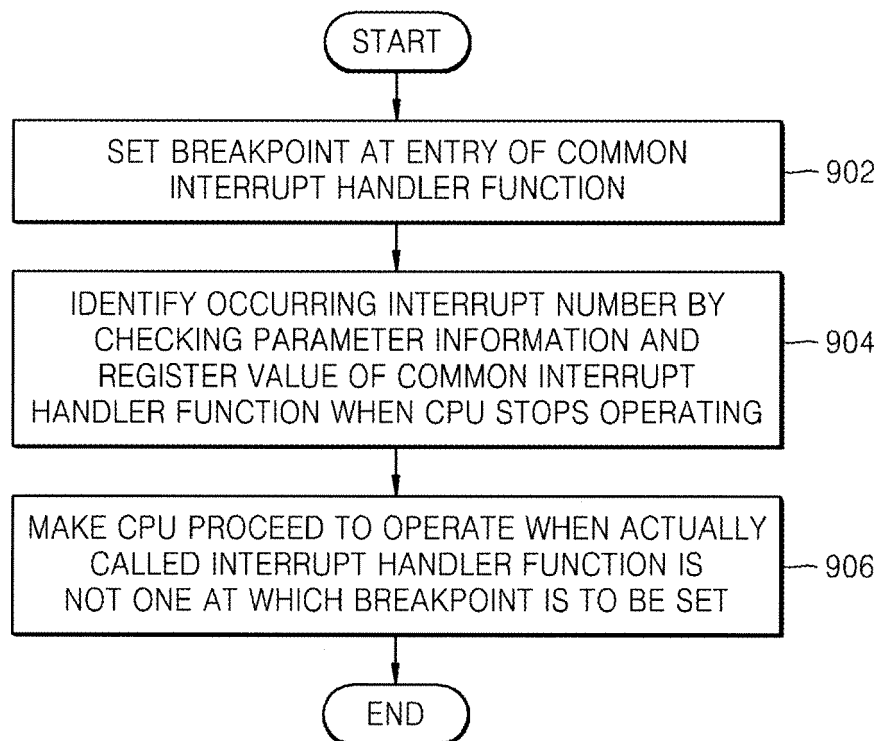 START
SET BREAKPOINT AT ENTRY OF COMMON
INTERRUPT HANDLER FUNCTION
902
IDENTIFY OCCURRING INTERRUPT NUMBER BY
CHECKING PARAMETER INFORMATION AND
REGISTER VALUE OF COMMON INTERRUPT
HANDLER FUNCTION WHEN CPU STOPS OPERATING
904
MAKE CPU PROCEED TO OPERATE WHEN ACTUALLY
CALLED INTERRUPT HANDLER FUNCTION IS
NOT ONE AT WHICH BREAKPOINT IS TO BE SET
906
END